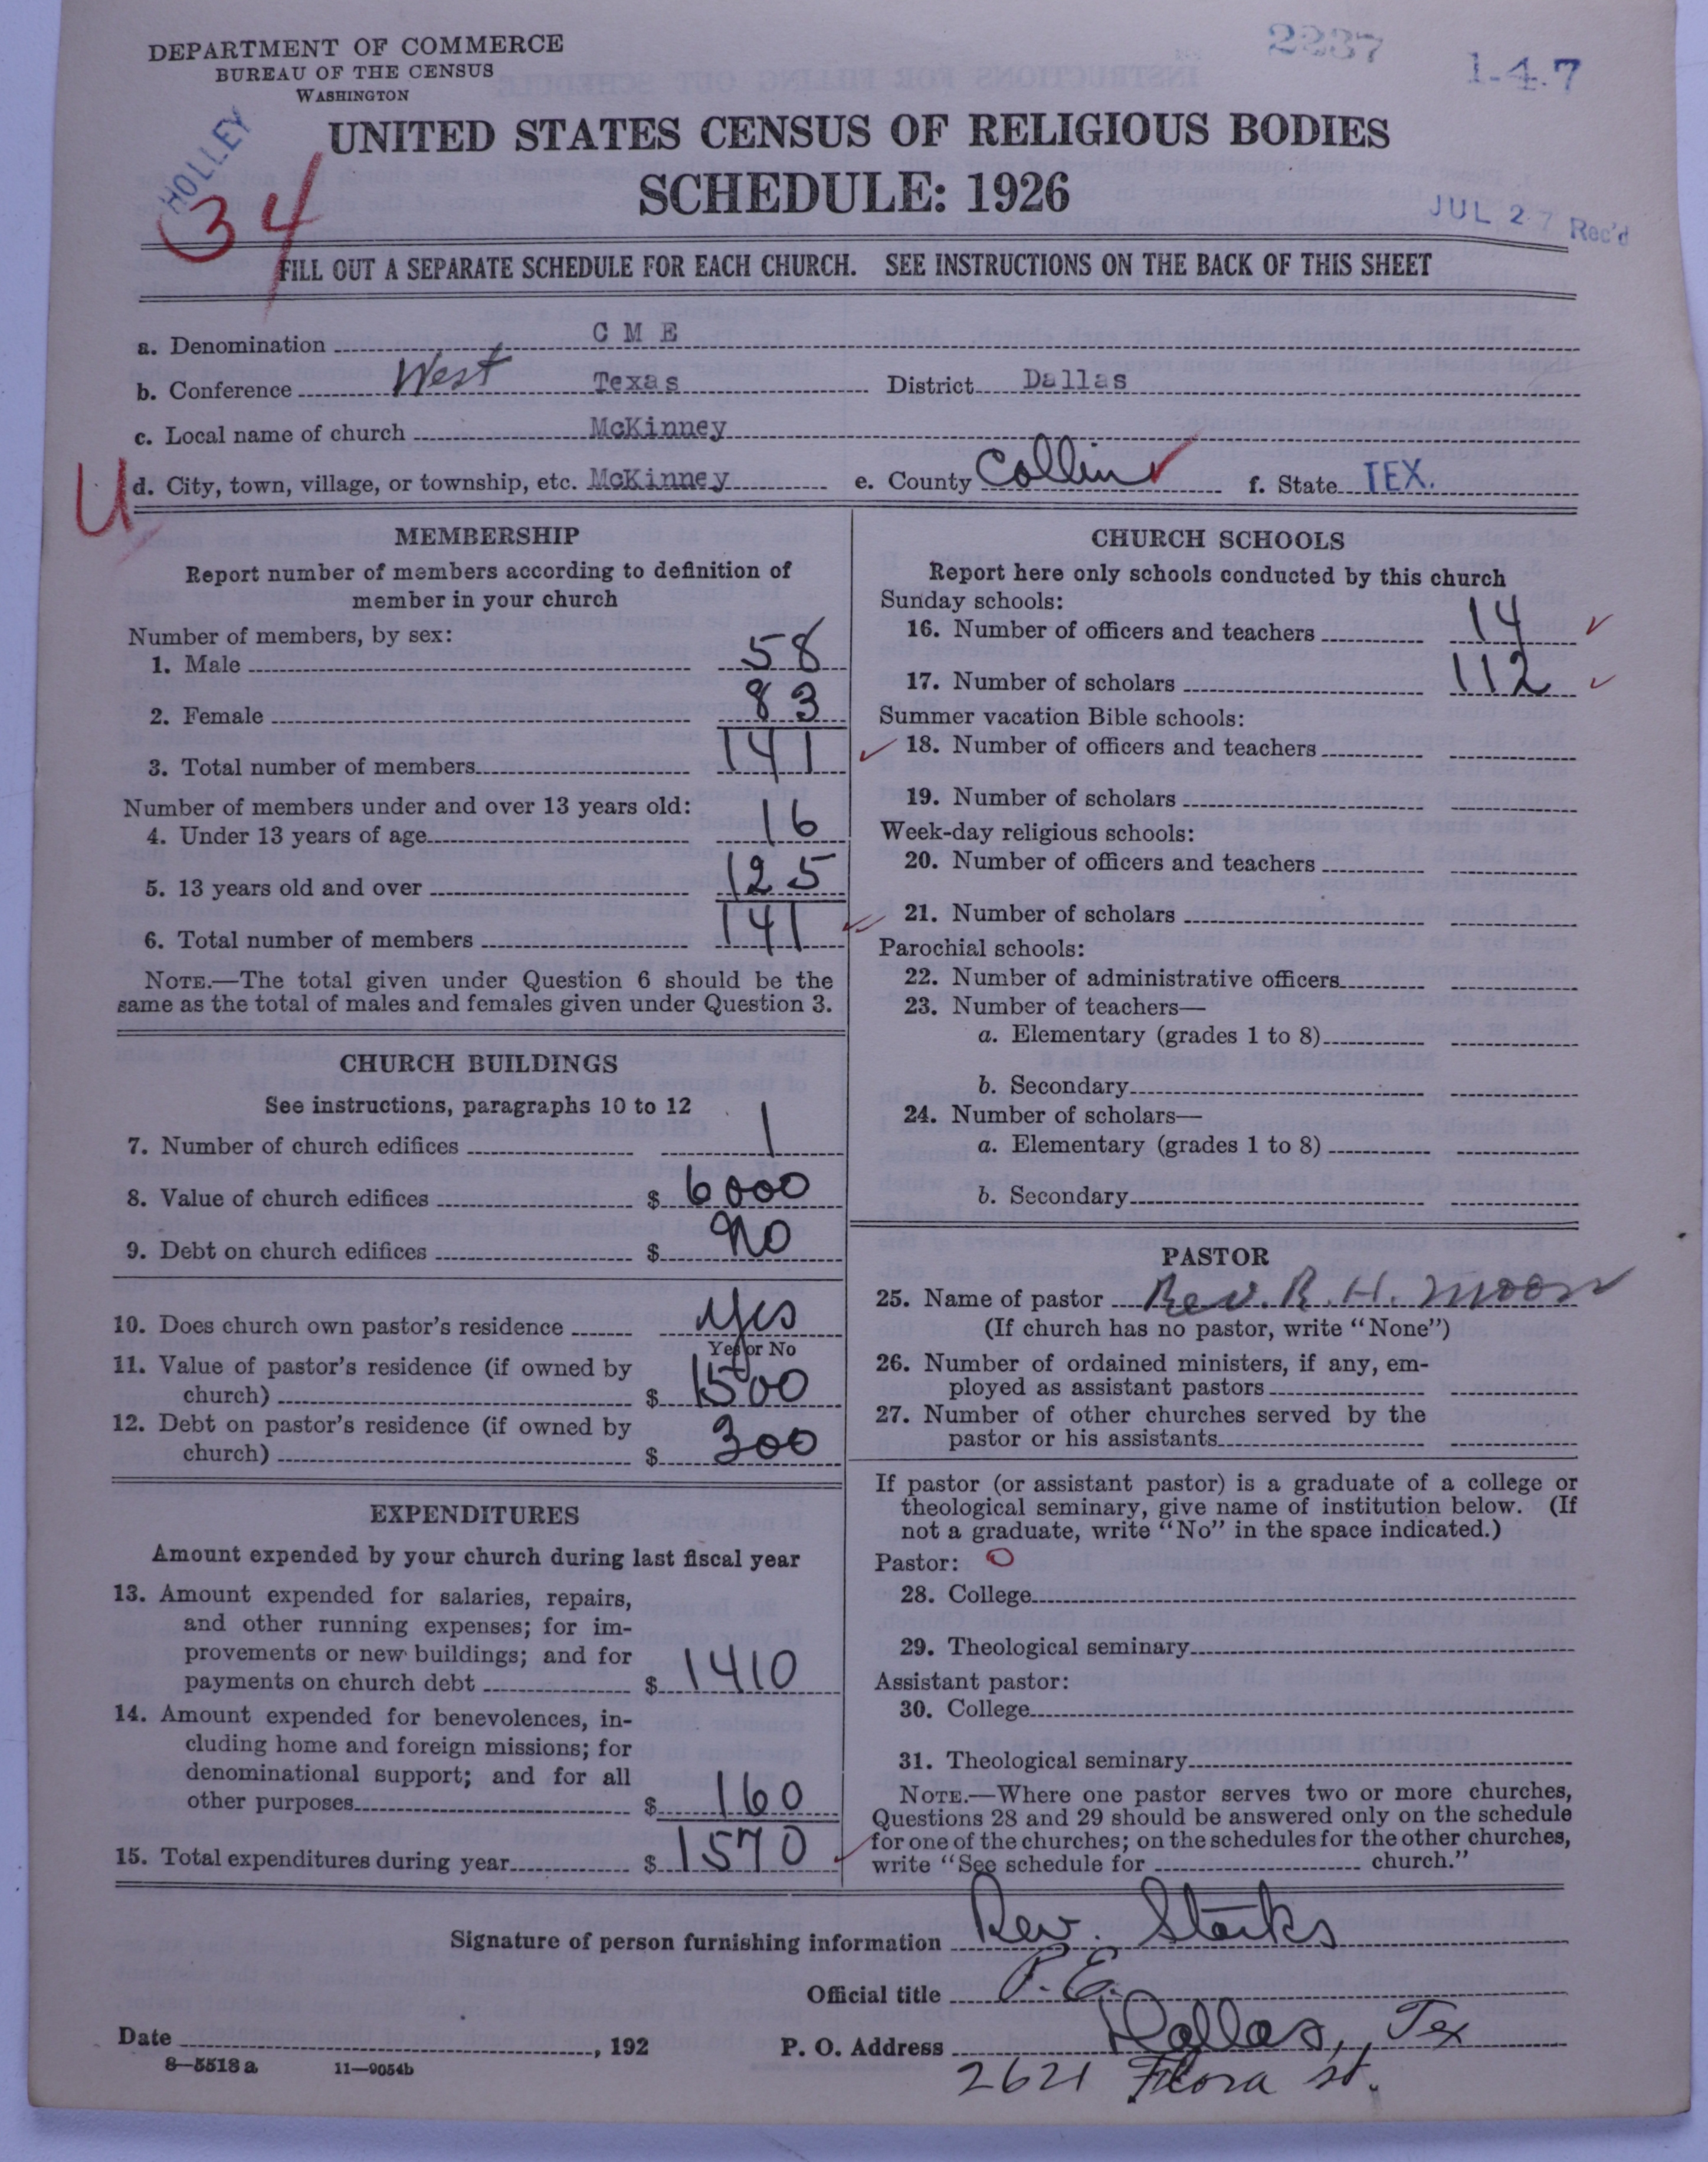 DEPARTMENT OF COMMERCE
BUREAU OF THE CENSUS
WASHINGTON
2237
1-4-7
HOLLEY
34
UNITED STATES CENSUS OF RELIGIOUS BODIES
SCHEDULE: 1926
JUL 27 Rec'd
FILL OUT A SEPARATE SCHEDULE FOR EACH CHURCH. SEE INSTRUCTIONS ON THE BACK OF THIS SHEET
a. Denomination C M E
b. Conference West Texas District Dallas
c. Local name of church McKinney
U d. City, town, village, or township, etc. McKinney e. County Collin f. State TEX.
MEMBERSHIP
Report number of members according to definition of
member in your church
Number of members, by sex:
1. Male 58
2. Female 83
3. Total number of members 141
Number of members under and over 13 years old:
4. Under 13 years of age 16
5. 13 years old and over 125
6. Total number of members 141
NOTE.—The total given under Question 6 should be the
same as the total of males and females given under Question 3.
CHURCH BUILDINGS
See instructions, paragraphs 10 to 12
7. Number of church edifices 1
8. Value of church edifices $ 6000
9. Debt on church edifices $ No
10. Does church own pastor's residence yes
Yes or No
11. Value of pastor's residence (if owned by
church) $ 1500
12. Debt on pastor's residence (if owned by
church) $ 300
EXPENDITURES
Amount expended by your church during last fiscal year
13. Amount expended for salaries, repairs,
and other running expenses; for im-
provements or new buildings; and for
payments on church debt $ 1410
14. Amount expended for benevolences, in-
cluding home and foreign missions; for
denominational support; and for all
other purposes $ 160
15. Total expenditures during year $ 1570
CHURCH SCHOOLS
Report here only schools conducted by this church
Sunday schools:
16. Number of officers and teachers 14
17. Number of scholars 112
Summer vacation Bible schools:
18. Number of officers and teachers
19. Number of scholars
Week-day religious schools:
20. Number of officers and teachers
21. Number of scholars
Parochial schools:
22. Number of administrative officers
23. Number of teachers—
a. Elementary (grades 1 to 8)
b. Secondary
24. Number of scholars—
a. Elementary (grades 1 to 8)
b. Secondary
PASTOR
25. Name of pastor Rev. R. H. Moon
(If church has no pastor, write "None")
26. Number of ordained ministers, if any, em-
ployed as assistant pastors
27. Number of other churches served by the
pastor or his assistants
If pastor (or assistant pastor) is a graduate of a college or
theological seminary, give name of institution below. (If
not a graduate, write "No" in the space indicated.)
Pastor: O
28. College
29. Theological seminary
Assistant pastor:
30. College
31. Theological seminary
NOTE.—Where one pastor serves two or more churches,
Questions 28 and 29 should be answered only on the schedule
for one of the churches; on the schedules for the other churches,
write "See schedule for church."
Signature of person furnishing information Rev. Starks
Official title P. E.
Date , 192 P. O. Address Dallas, Tex
2621 Flora st.
8—5518 a 11—9054b